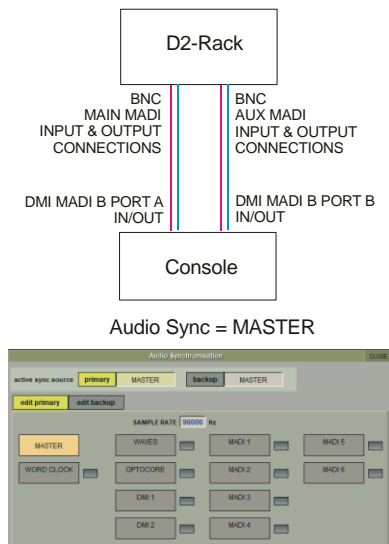 D2-Rack
BNC
MAIN MADI
INPUT & OUTPUT
CONNECTIONS
BNC
AUX MADI
INPUT & OUTPUT
CONNECTIONS
DMI MADI B PORT A
IN/OUT
DMI MADI B PORT B
IN/OUT
Console
Audio Sync = MASTER
Audio Synchronisation CLOSE
active sync source primary MASTER backup MASTER
edit primary edit backup
SAMPLE RATE 96000 Hz
MASTER WAVES MADI 1 MADI 5
WORD CLOCK OPTOCORE MADI 2 MADI 6
DMI 1 MADI 3
DMI 2 MADI 4